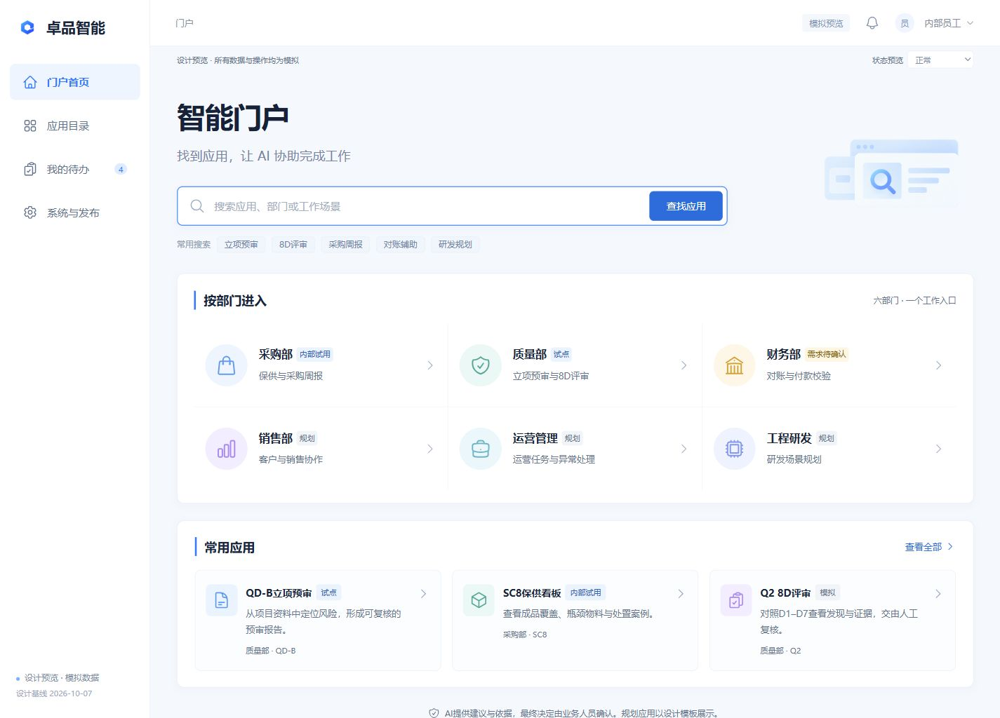 卓品智能
门户首页
应用目录
我的待办 4
系统与发布
设计预览 · 模拟数据
设计基线 2026-10-07
门户
模拟预览 员 内部员工
设计预览 · 所有数据与操作均为模拟
状态预览 正常
智能门户
找到应用，让 AI 协助完成工作
搜索应用、部门或工作场景 查找应用
常用搜索 立项预审 8D评审 采购周报 对账辅助 研发规划
按部门进入 六部门 · 一个工作入口
采购部 内部试用
保供与采购周报
质量部 试点
立项预审与8D评审
财务部 需求待确认
对账与付款校验
销售部 规划
客户与销售协作
运营管理 规划
运营任务与异常处理
工程研发 规划
研发场景规划
常用应用 查看全部
QD-B立项预审 试点
从项目资料中定位风险，形成可复核的
预审报告。
质量部 · QD-B
SC8保供看板 内部试用
查看成品覆盖、瓶颈物料与处置案例。
采购部 · SC8
Q2 8D评审 模拟
对照D1–D7查看发现与证据，交由人工
复核。
质量部 · Q2
AI提供建议与依据，最终决定由业务人员确认。规划应用以设计模板展示。